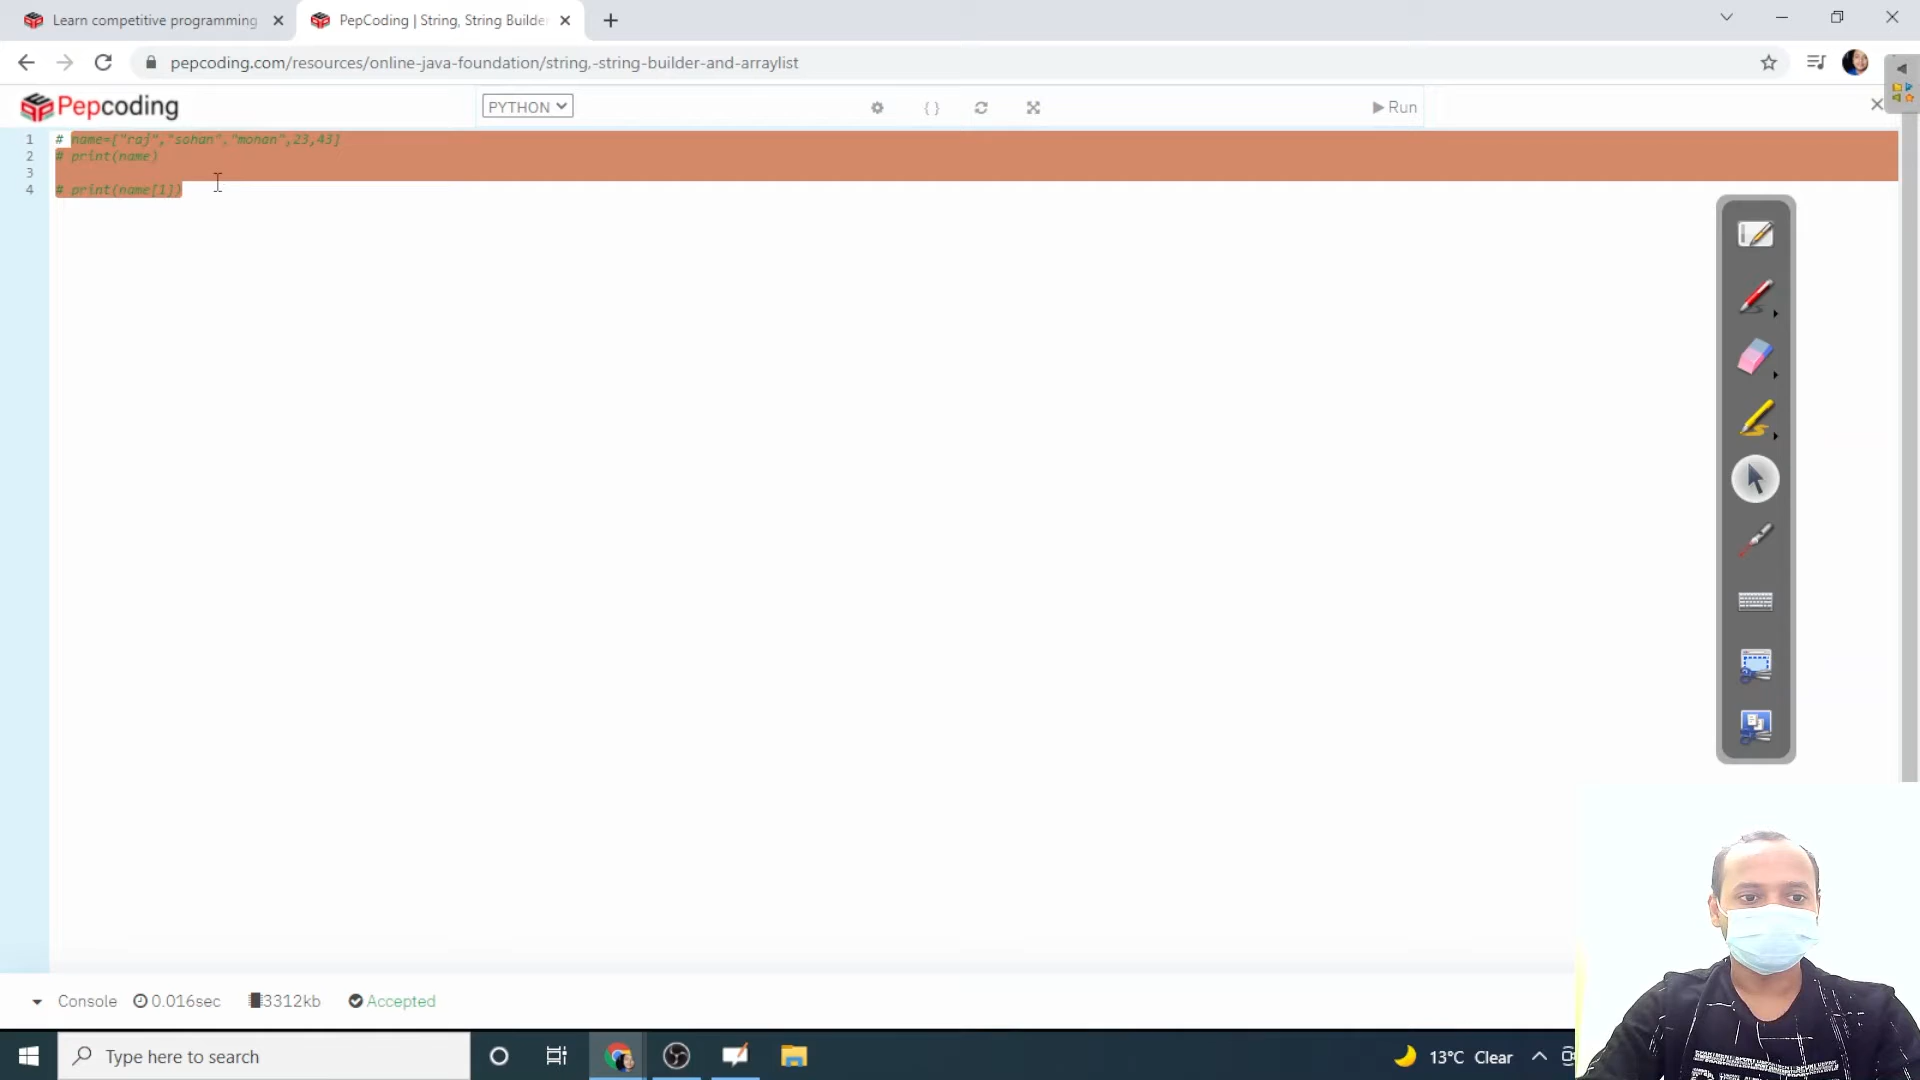 Learn competitive programming
PepCoding | String, String Builde
pepcoding.com/resources/online-java-foundation/string,-string-builder-and-arraylist
Pepcoding
PYTHON
{ }
Run
1 # name=["raj","sohan","monan",23,43]
2 # print(name)
3
4 # print(name[1])
Console 0.016sec 3312kb Accepted
Type here to search
13°C Clear